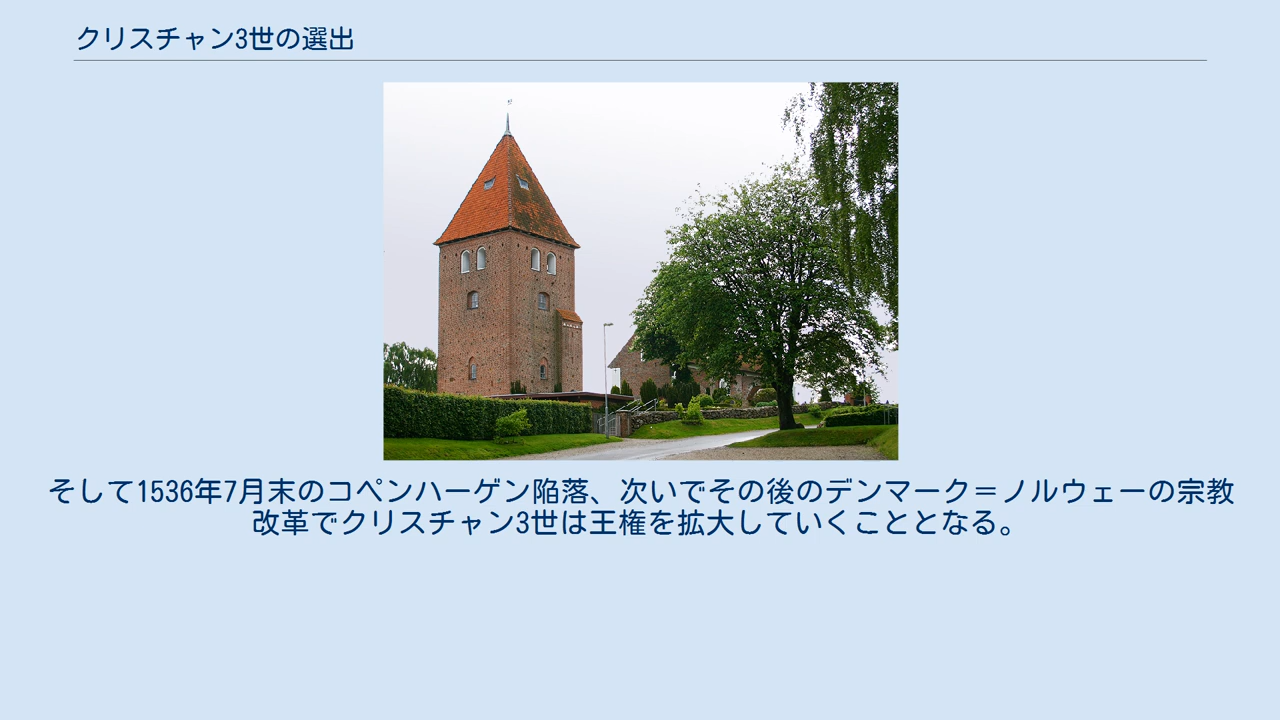 クリスチャン3世の選出
そして1536年7月末のコペンハーゲン陥落、次いでその後のデンマーク＝ノルウェーの宗教
改革でクリスチャン3世は王権を拡大していくこととなる。